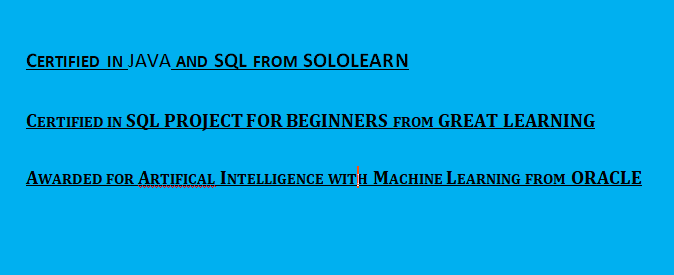 Certified in JAVA and SQL from SOLOLEARN
Certified in SQL PROJECT FOR BEGINNERS from GREAT LEARNING
Awarded for Artifical Intelligence with Machine Learning from ORACLE